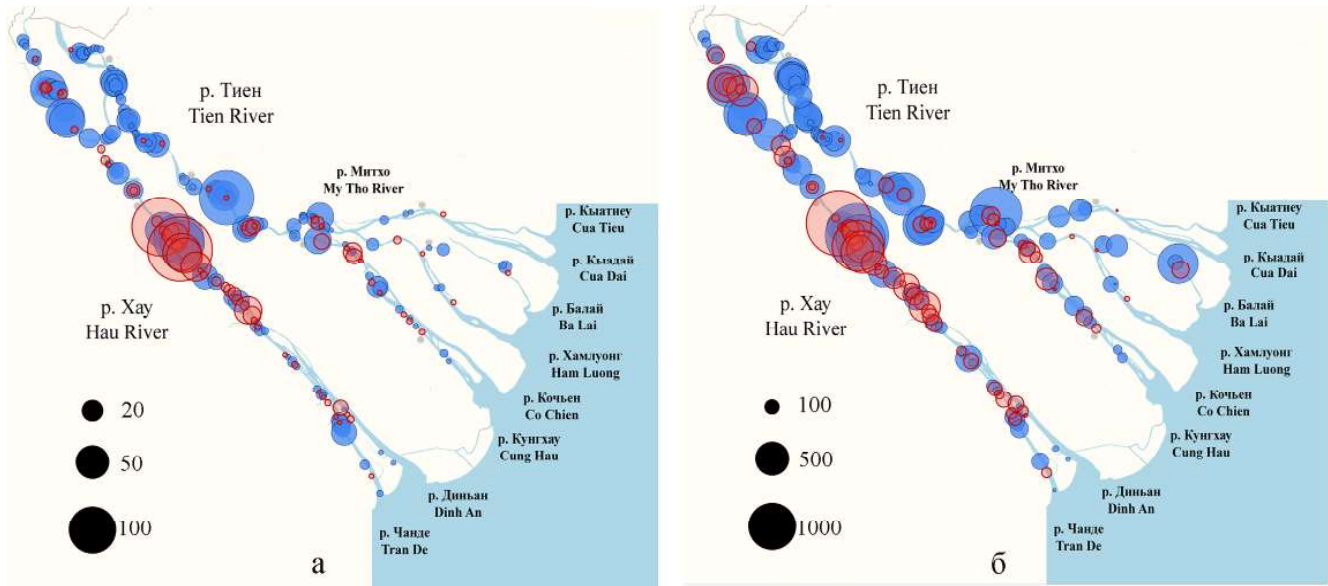 р. Тиен
Tien River
р. Митхо
My Tho River
р. Кыатиеу
Cua Tieu
р. Кыадай
Cua Dai
р. Балай
Ba Lai
р. Хамлуонг
Ham Luong
р. Кочьен
Co Chien
р. Кунгхау
Cung Hau
р. Диньан
Dinh An
р. Чанде
Tran De
р. Хау
Hau River
20
50
100
а
р. Тиен
Tien River
р. Митхо
My Tho River
р. Кыатиеу
Cua Tieu
р. Кыадай
Cua Dai
р. Балай
Ba Lai
р. Хамлуонг
Ham Luong
р. Кочьен
Co Chien
р. Кунгхау
Cung Hau
р. Диньан
Dinh An
р. Чанде
Tran De
р. Хау
Hau River
100
500
1000
б